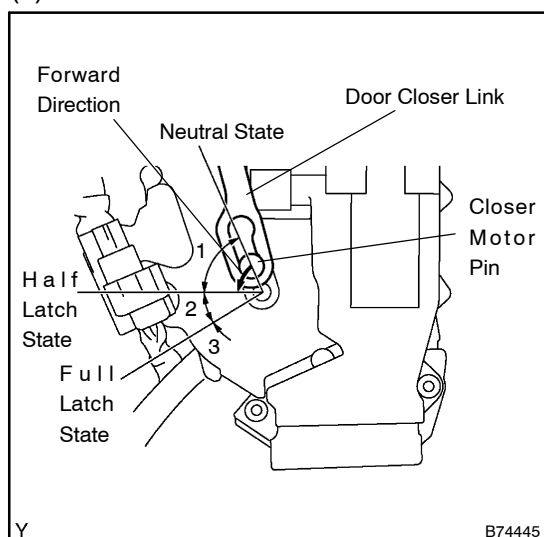 Forward
Direction
Door Closer Link
Neutral State
Closer
Motor
Pin
1
Half
Latch
State
2
3
Full
Latch
State
Y
B74445